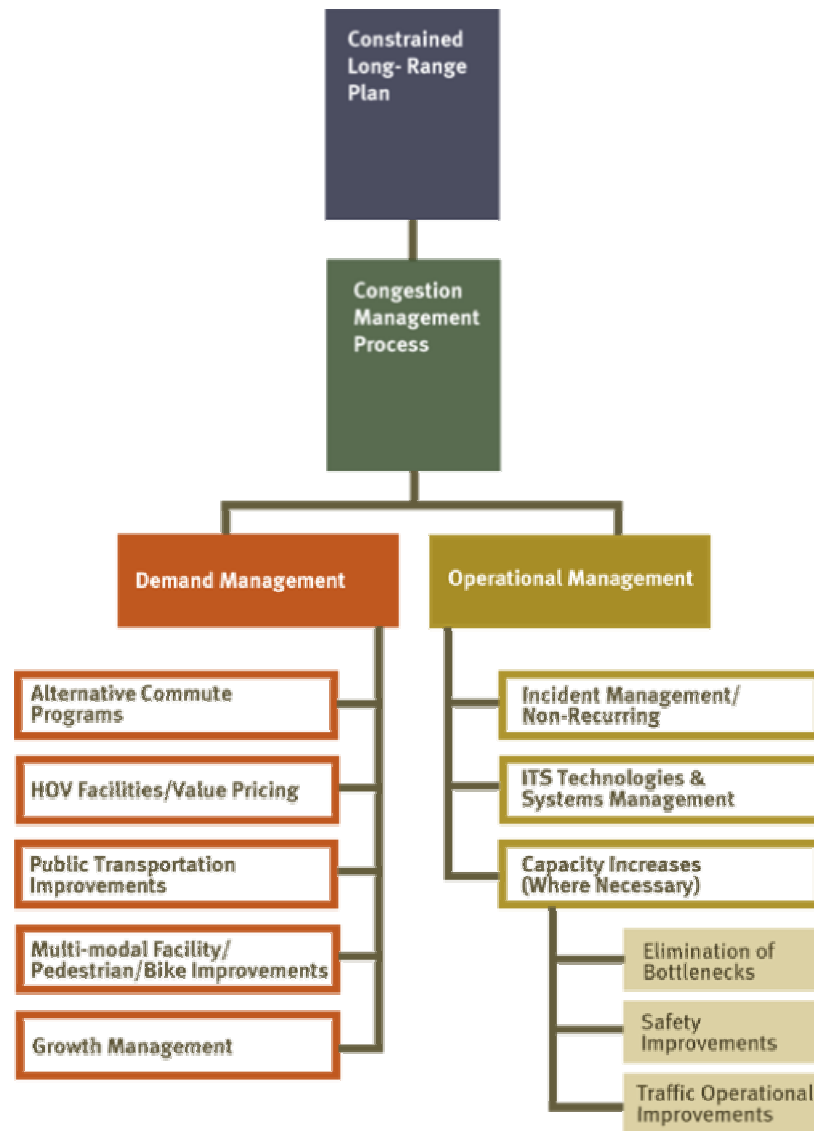 Constrained
Long- Range
Plan
Congestion
Management
Process
Demand Management
Operational Management
Alternative Commute
Programs
HOV Facilities/Value Pricing
Public Transportation
Improvements
Multi-modal Facility/
Pedestrian/Bike Improvements
Growth Management
Incident Management/
Non-Recurring
ITS Technologies &
Systems Management
Capacity Increases
(Where Necessary)
Elimination of
Bottlenecks
Safety
Improvements
Traffic Operational
Improvements